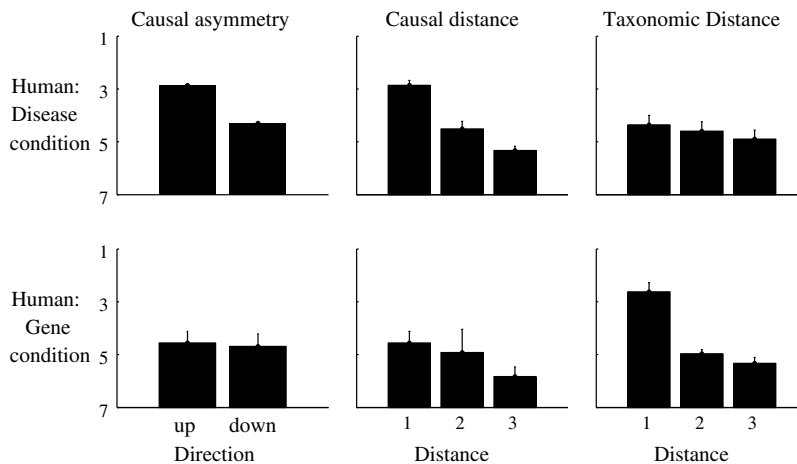 Causal asymmetry
Causal distance
Taxonomic Distance
Human:
Disease
condition
1
3
5
7
Human:
Gene
condition
1
3
5
7
up down
1 2 3
1 2 3
Direction
Distance
Distance